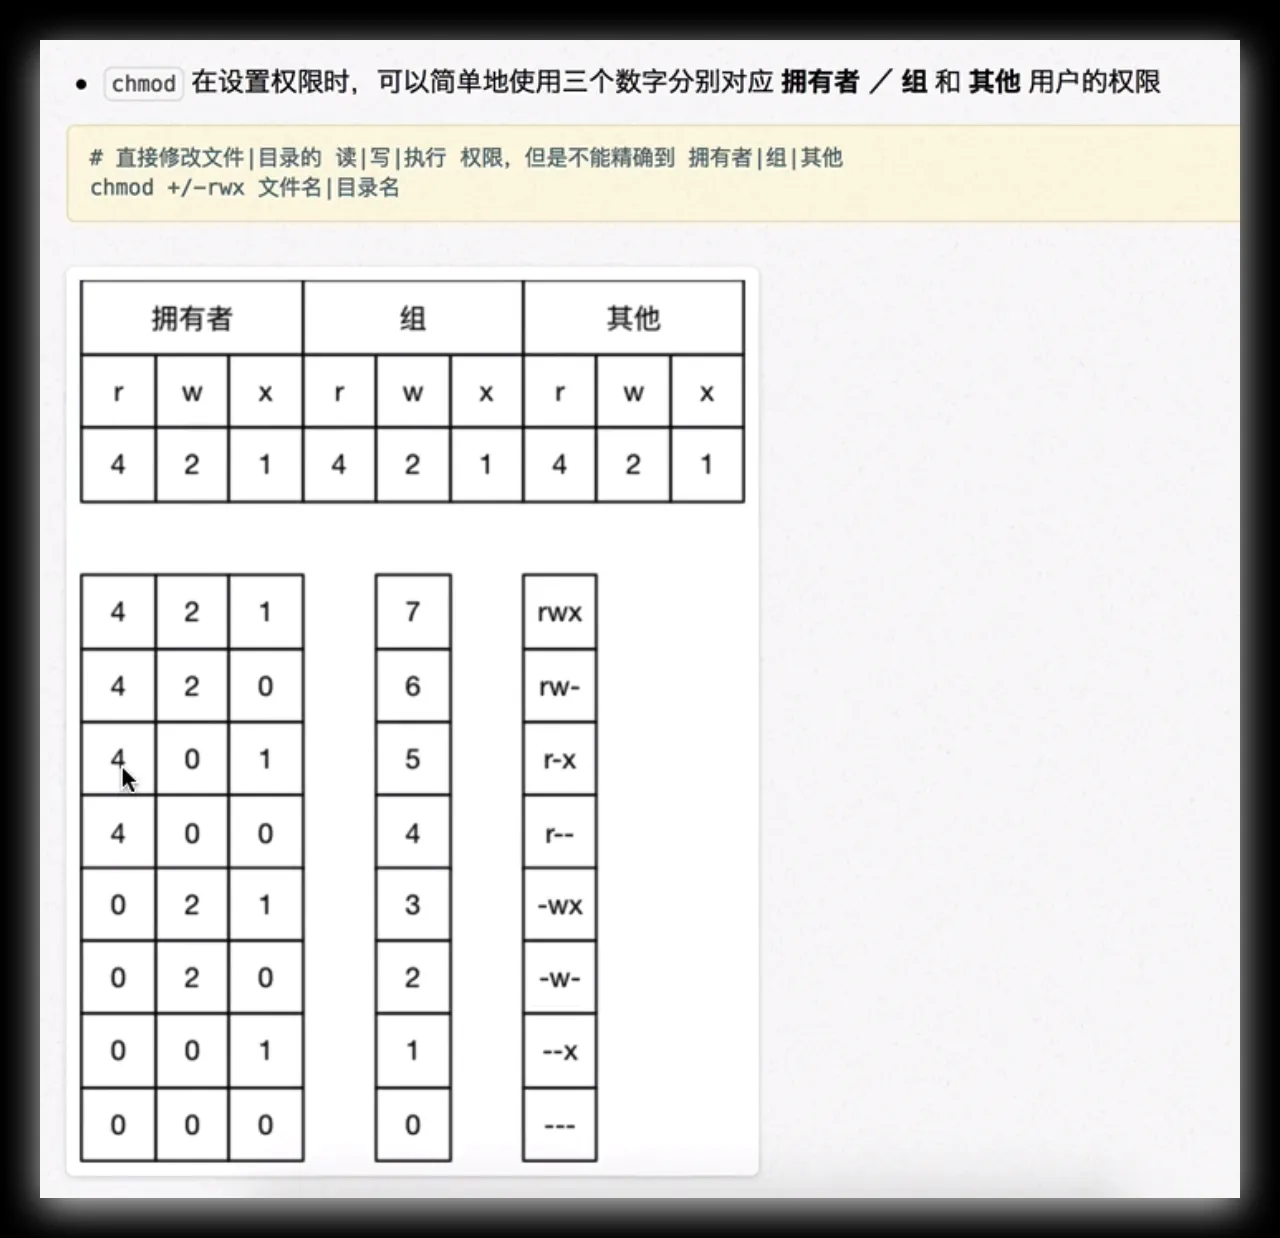 • chmod 在设置权限时，可以简单地使用三个数字分别对应 拥有者 ／ 组 和 其他 用户的权限
# 直接修改文件|目录的 读|写|执行 权限，但是不能精确到 拥有者|组|其他
chmod +/-rwx 文件名|目录名
拥有者 组 其他
r w x r w x r w x
4 2 1 4 2 1 4 2 1
4 2 1 7 rwx
4 2 0 6 rw-
4 0 1 5 r-x
4 0 0 4 r--
0 2 1 3 -wx
0 2 0 2 -w-
0 0 1 1 --x
0 0 0 0 ---